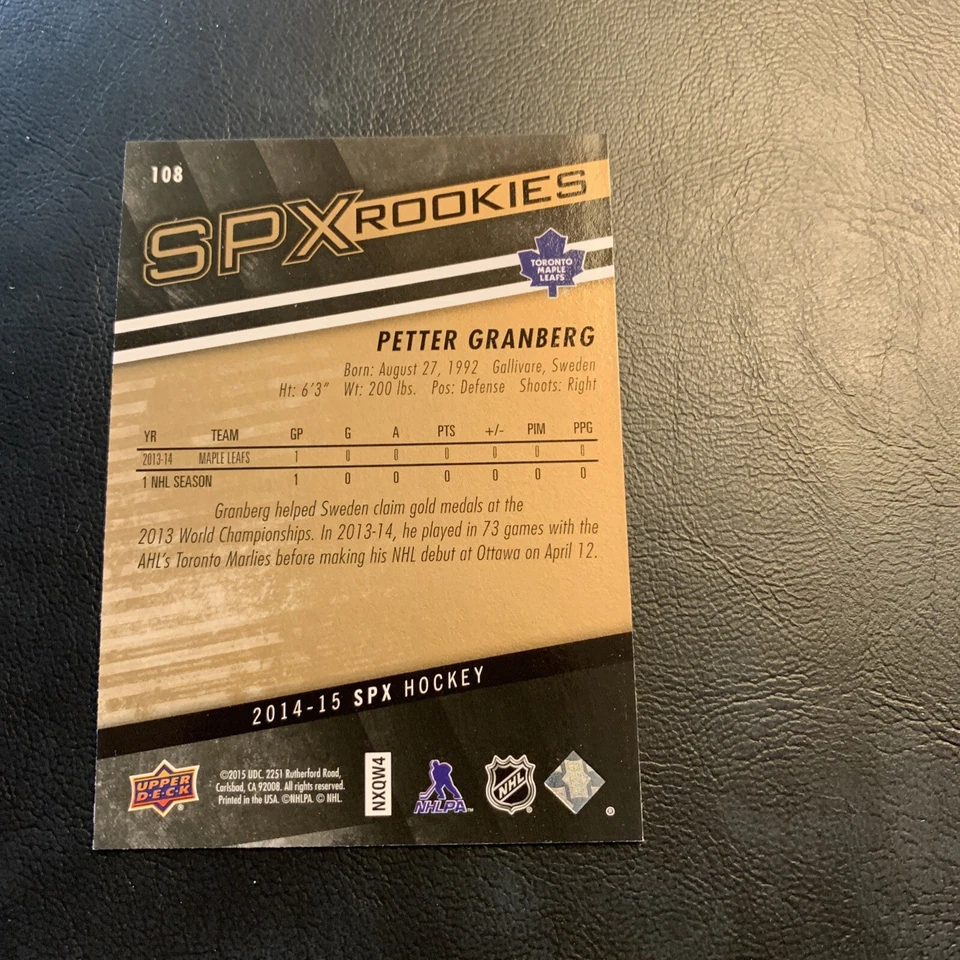 108
SPX ROOKIES
TORONTO
MAPLE
LEAFS
PETTER GRANBERG
Born: August 27, 1992 Gallivare, Sweden
Ht: 6'3" Wt: 200 lbs. Pos: Defense Shoots: Right
YR TEAM GP G A PTS +/- PIM PPG
2013-14 MAPLE LEAFS 1 0 0 0 0 0 0
1 NHL SEASON 1 0 0 0 0 0 0
Granberg helped Sweden claim gold medals at the
2013 World Championships. In 2013-14, he played in 73 games with the
AHL's Toronto Marlies before making his NHL debut at Ottawa on April 12.
2014-15 SPX HOCKEY
UPPER
DECK
©2015 UDC. 2251 Rutherford Road,
Carlsbad, CA 92008. All rights reserved.
Printed in the USA. ©NHLPA © NHL.
NXQW4
NHLPA™
NHL®
®